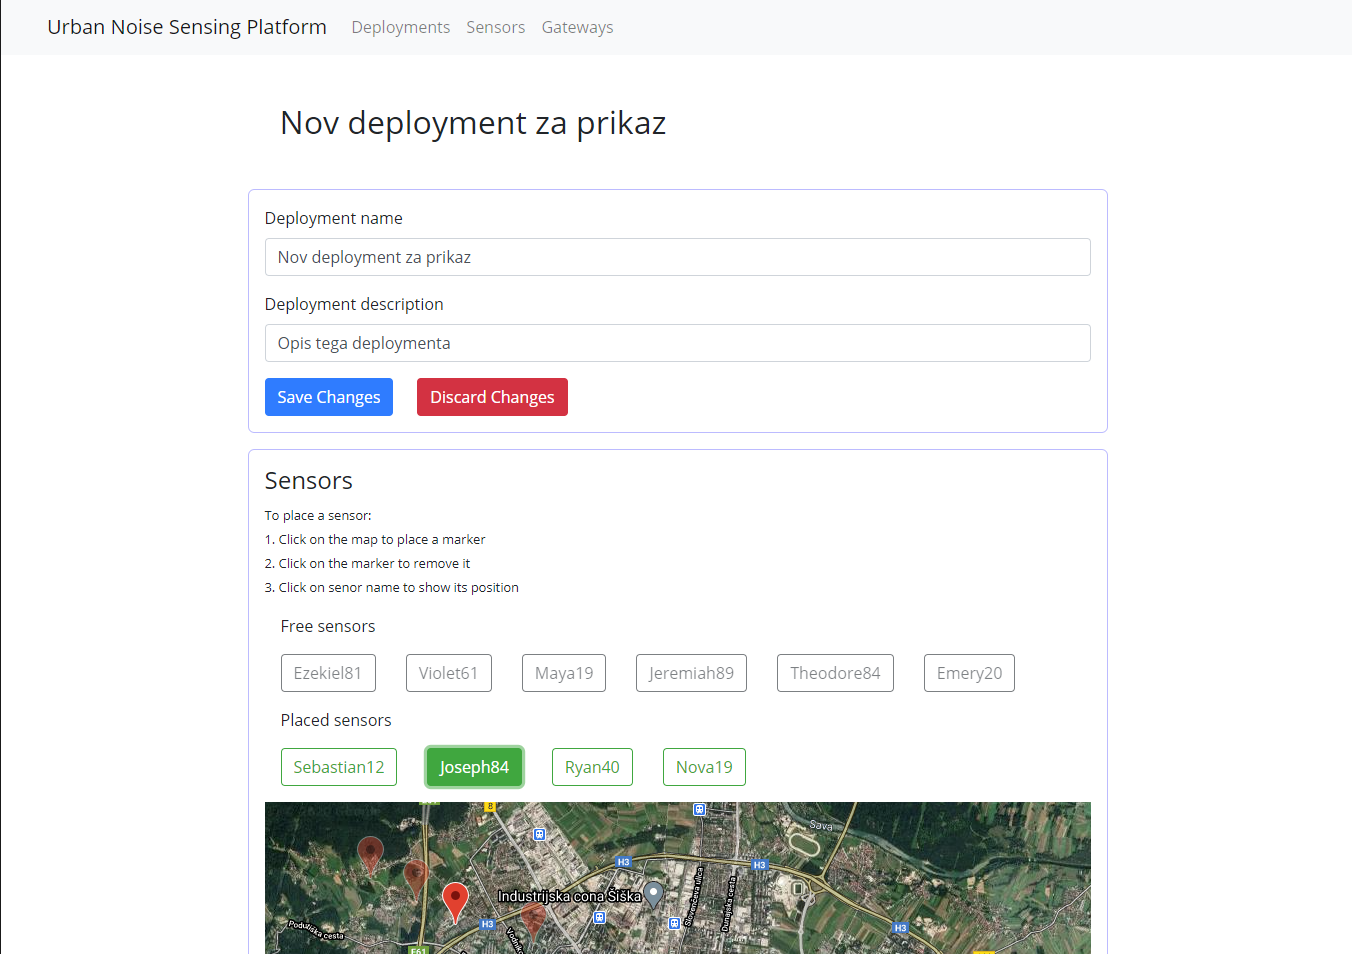 Urban Noise Sensing Platform Deployments Sensors Gateways
Nov deployment za prikaz
Deployment name
Nov deployment za prikaz
Deployment description
Opis tega deploymenta
Save Changes Discard Changes
Sensors
To place a sensor:
1. Click on the map to place a marker
2. Click on the marker to remove it
3. Click on senor name to show its position
Free sensors
Ezekiel81 Violet61 Maya19 Jeremiah89 Theodore84 Emery20
Placed sensors
Sebastian12 Joseph84 Ryan40 Nova19
8
Sava
H3
H3
Industrijska cona Šiška
Slovenčeva ulica
Dunajska cesta
H3
H3
Podutiška cesta
E61